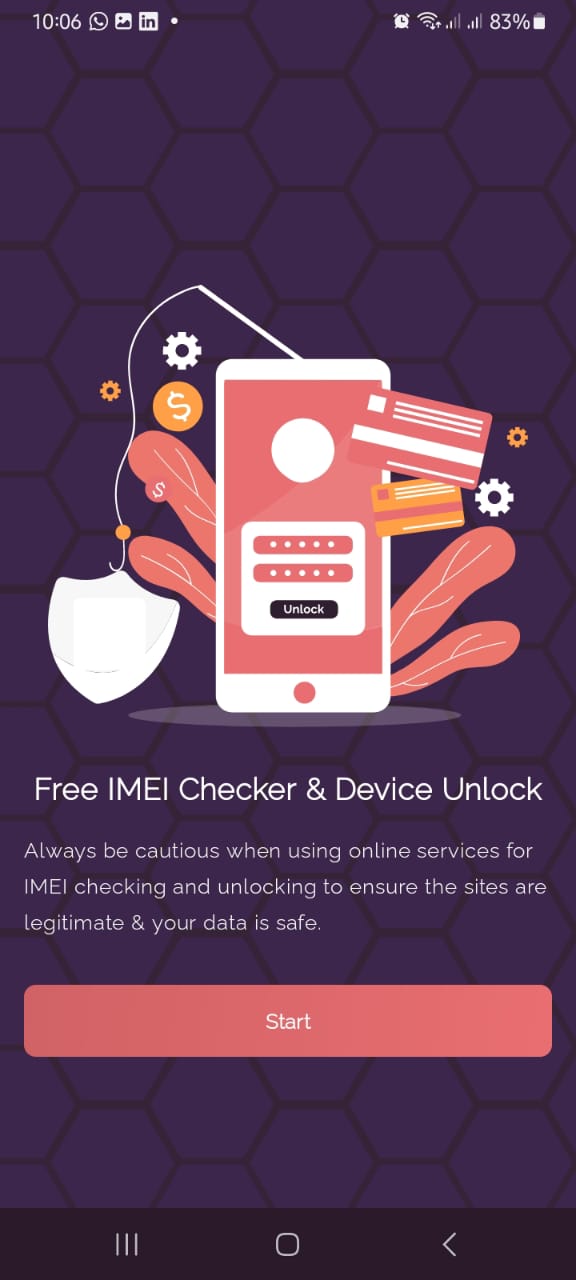 10:06 83%
$
$
Unlock
Free IMEI Checker & Device Unlock
Always be cautious when using online services for
IMEI checking and unlocking to ensure the sites are
legitimate & your data is safe.
Start